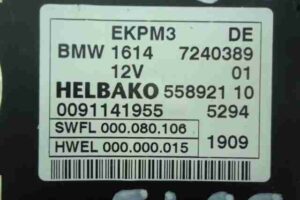 EKPM3 DE
BMW 1614 7240389
12V 01
HELBAKO 558921 10
0091141955 5294
SWFL 000.080.106
HWEL 000.000.015 1909